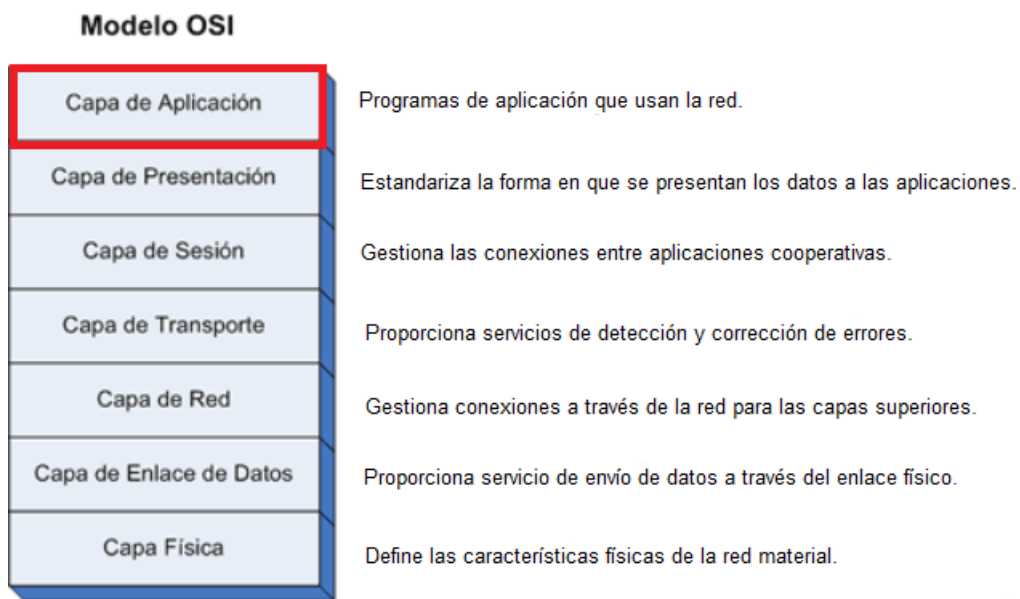 Modelo OSI
Capa de Aplicación
Programas de aplicación que usan la red.
Capa de Presentación
Estandariza la forma en que se presentan los datos a las aplicaciones.
Capa de Sesión
Gestiona las conexiones entre aplicaciones cooperativas.
Capa de Transporte
Proporciona servicios de detección y corrección de errores.
Capa de Red
Gestiona conexiones a través de la red para las capas superiores.
Capa de Enlace de Datos
Proporciona servicio de envío de datos a través del enlace físico.
Capa Física
Define las características físicas de la red material.